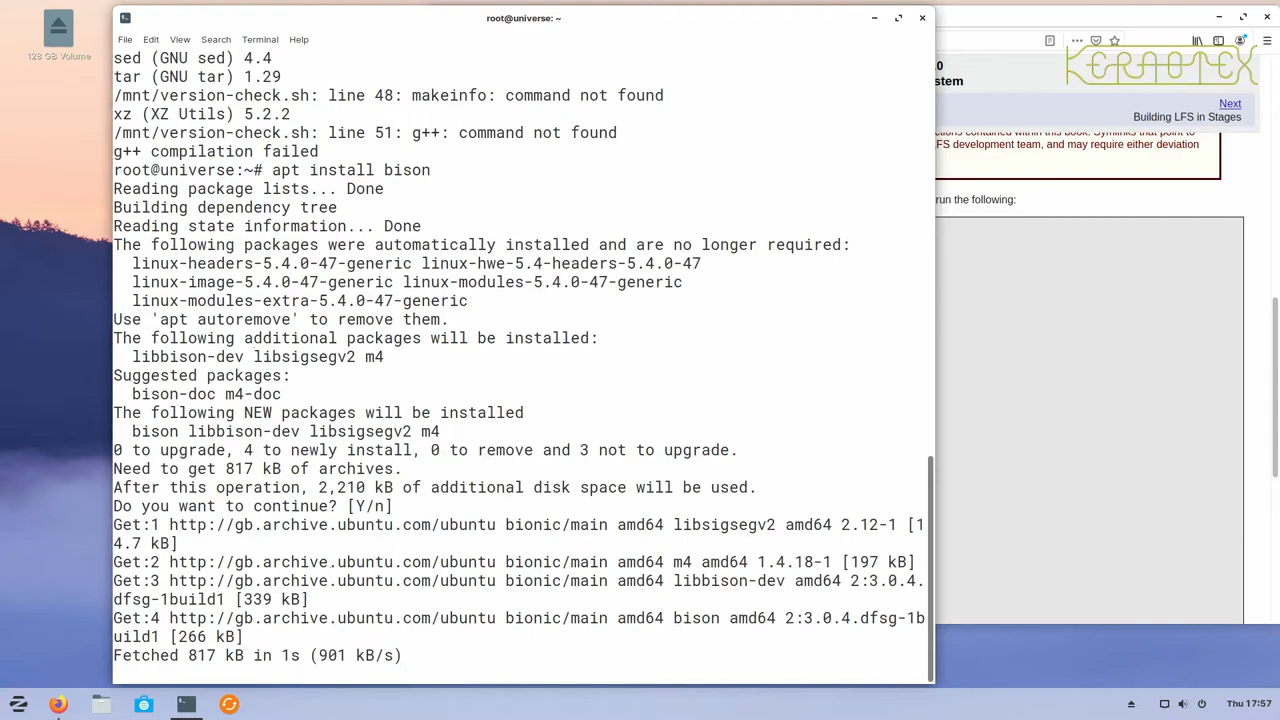 root@universe: ~
128 GB Volume
File Edit View Search Terminal Help
sed (GNU sed) 4.4
tar (GNU tar) 1.29
/mnt/version-check.sh: line 48: makeinfo: command not found
xz (XZ Utils) 5.2.2
/mnt/version-check.sh: line 51: g++: command not found
g++ compilation failed
root@universe:~# apt install bison
Reading package lists... Done
Building dependency tree
Reading state information... Done
The following packages were automatically installed and are no longer required:
linux-headers-5.4.0-47-generic linux-hwe-5.4-headers-5.4.0-47
linux-image-5.4.0-47-generic linux-modules-5.4.0-47-generic
linux-modules-extra-5.4.0-47-generic
Use 'apt autoremove' to remove them.
The following additional packages will be installed:
libbison-dev libsigsegv2 m4
Suggested packages:
bison-doc m4-doc
The following NEW packages will be installed
bison libbison-dev libsigsegv2 m4
0 to upgrade, 4 to newly install, 0 to remove and 3 not to upgrade.
Need to get 817 kB of archives.
After this operation, 2,210 kB of additional disk space will be used.
Do you want to continue? [Y/n]
Get:1 http://gb.archive.ubuntu.com/ubuntu bionic/main amd64 libsigsegv2 amd64 2.12-1 [1
4.7 kB]
Get:2 http://gb.archive.ubuntu.com/ubuntu bionic/main amd64 m4 amd64 1.4.18-1 [197 kB]
Get:3 http://gb.archive.ubuntu.com/ubuntu bionic/main amd64 libbison-dev amd64 2:3.0.4.
dfsg-1build1 [339 kB]
Get:4 http://gb.archive.ubuntu.com/ubuntu bionic/main amd64 bison amd64 2:3.0.4.dfsg-1b
uild1 [266 kB]
Fetched 817 kB in 1s (901 kB/s)
KERNOTEX
.0
stem
Next
Building LFS in Stages
ctions contained within this book. Symlinks that point to
LFS development team, and may require either deviation
run the following:
Thu 17:57